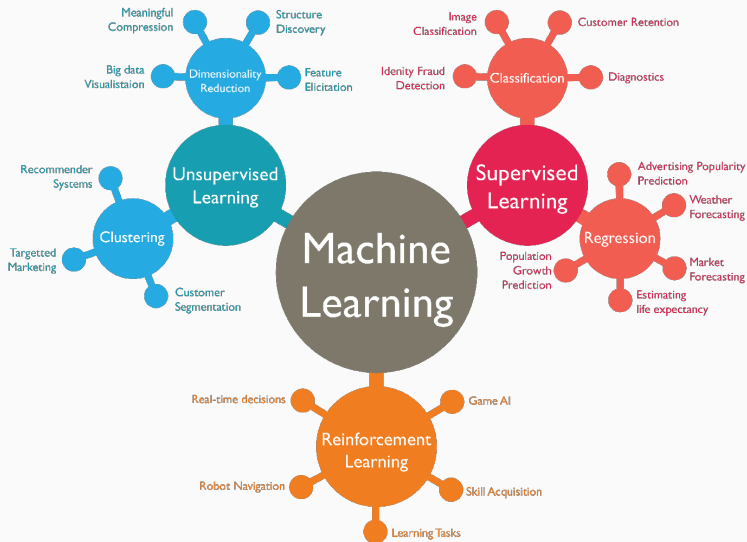 Meaningful
Compression
Structure
Discovery
Big data
Visualistaion
Dimensionality
Reduction
Feature
Elicitation
Unsupervised
Learning
Recommender
Systems
Clustering
Targetted
Marketing
Customer
Segmentation
Machine
Learning
Image
Classification
Customer Retention
Idenity Fraud
Detection
Classification
Diagnostics
Supervised
Learning
Advertising Popularity
Prediction
Weather
Forecasting
Regression
Population
Growth
Prediction
Market
Forecasting
Estimating
life expectancy
Real-time decisions
Game AI
Reinforcement
Learning
Robot Navigation
Skill Acquisition
Learning Tasks